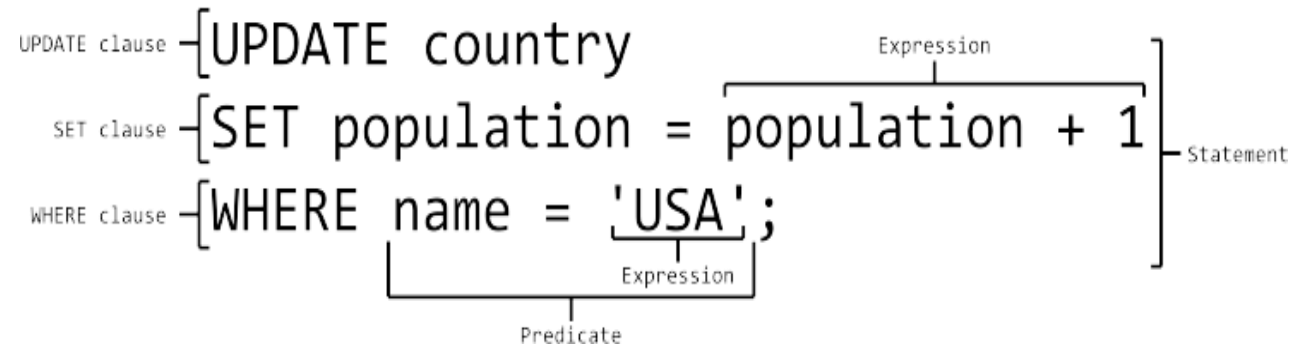 UPDATE clause UPDATE country
Expression
SET clause SET population = population + 1
Statement
WHERE clause WHERE name = 'USA';
Expression
Predicate